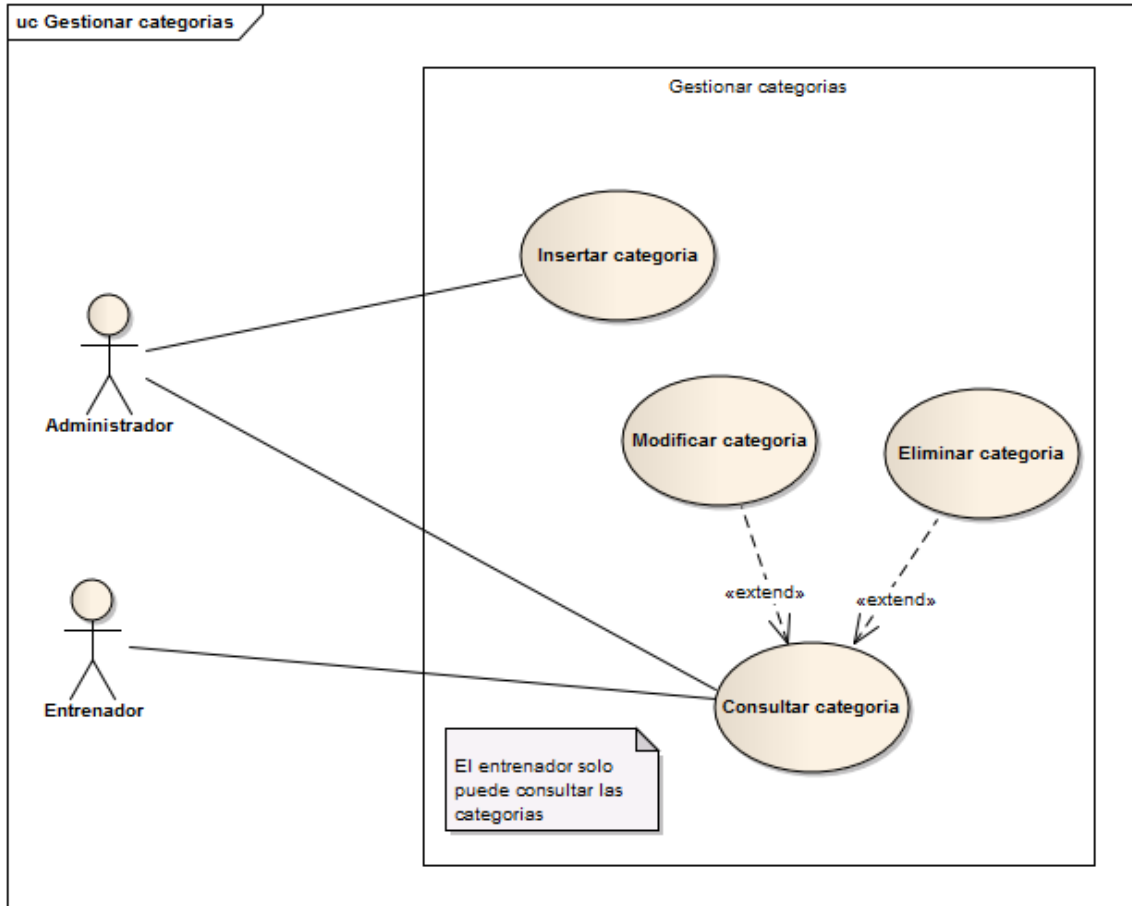 uc Gestionar categorias
Gestionar categorias
Insertar categoria
Administrador
Modificar categoria
Eliminar categoria
«extend»
«extend»
Entrenador
Consultar categoria
El entrenador solo
puede consultar las
categorias